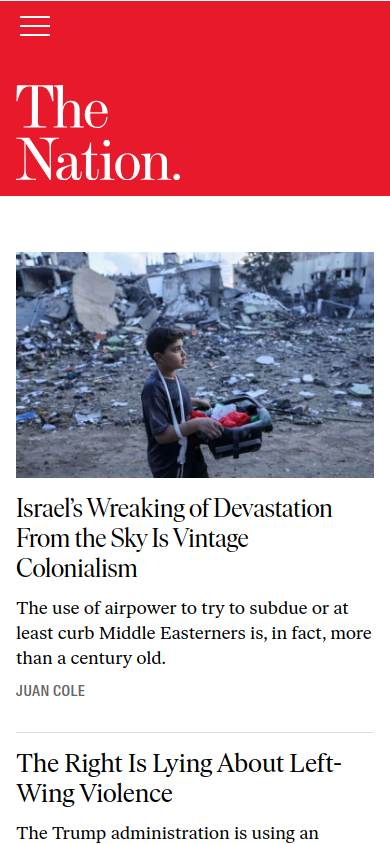 The
Nation.
Israel's Wreaking of Devastation
From the Sky Is Vintage
Colonialism
The use of airpower to try to subdue or at
least curb Middle Easterners is, in fact, more
than a century old.
JUAN COLE
The Right Is Lying About Left-
Wing Violence
The Trump administration is using an